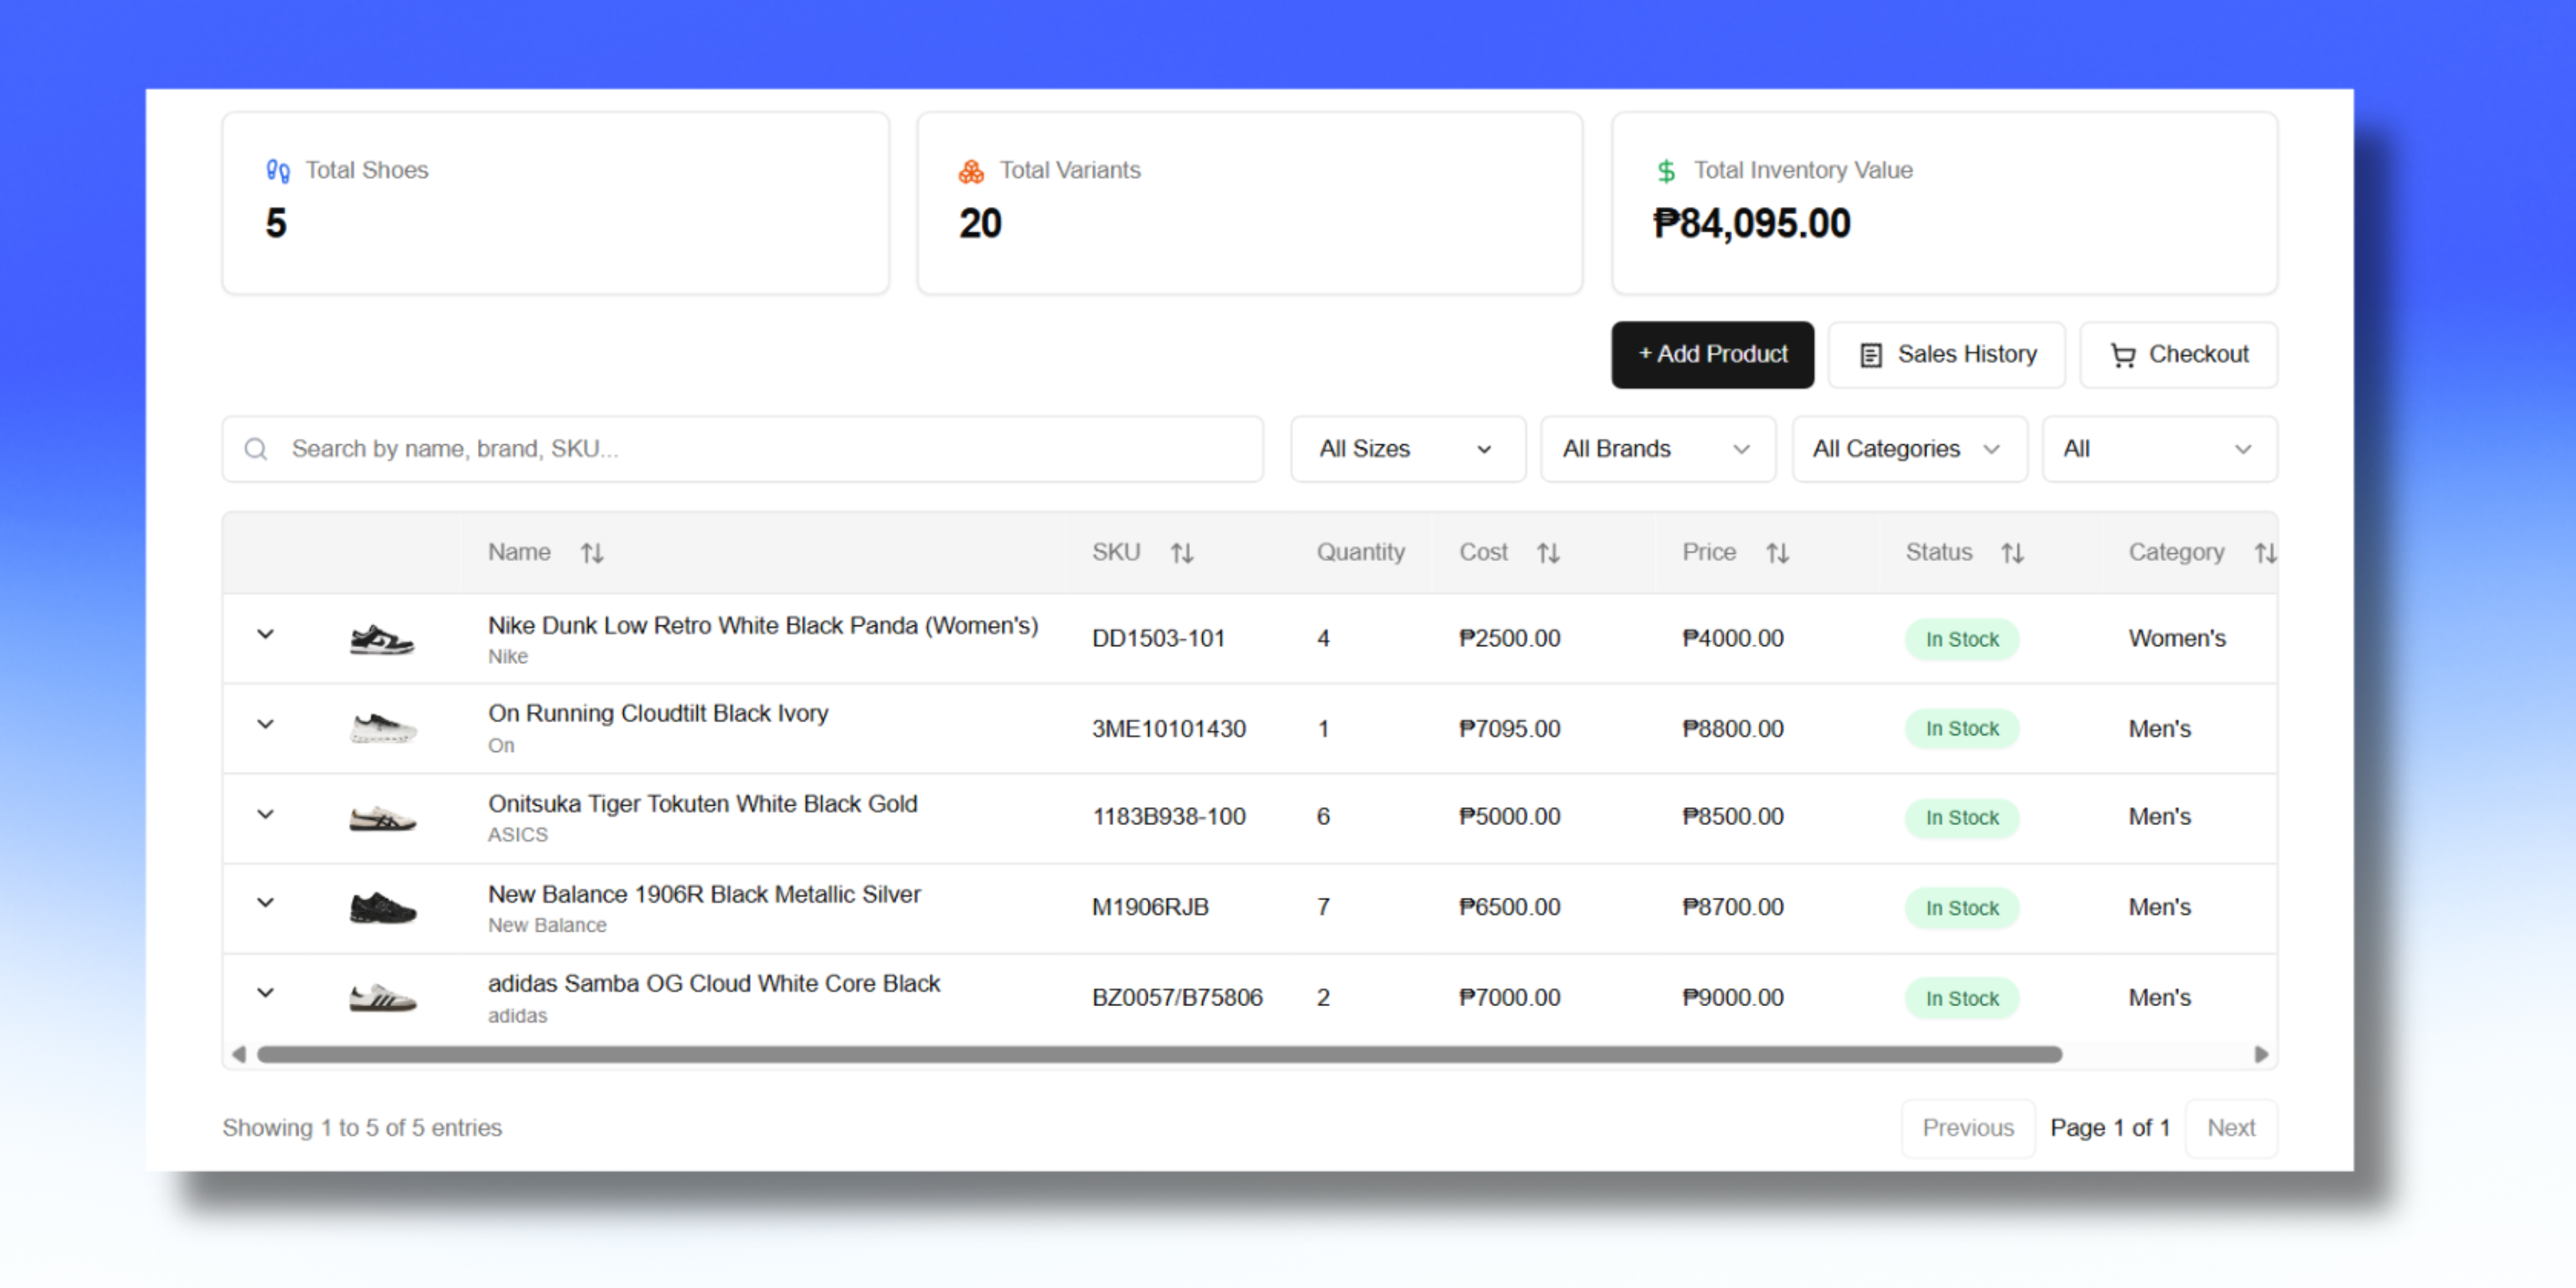 Total Shoes
5
Total Variants
20
Total Inventory Value
₱84,095.00
+ Add Product
Sales History
Checkout
Search by name, brand, SKU...
All Sizes
All Brands
All Categories
All
Name SKU Quantity Cost Price Status Category
Nike Dunk Low Retro White Black Panda (Women's)
Nike
DD1503-101 4 ₱2500.00 ₱4000.00 In Stock Women's
On Running Cloudtilt Black Ivory
On
3ME10101430 1 ₱7095.00 ₱8800.00 In Stock Men's
Onitsuka Tiger Tokuten White Black Gold
ASICS
1183B938-100 6 ₱5000.00 ₱8500.00 In Stock Men's
New Balance 1906R Black Metallic Silver
New Balance
M1906RJB 7 ₱6500.00 ₱8700.00 In Stock Men's
adidas Samba OG Cloud White Core Black
adidas
BZ0057/B75806 2 ₱7000.00 ₱9000.00 In Stock Men's
Showing 1 to 5 of 5 entries
Previous Page 1 of 1 Next